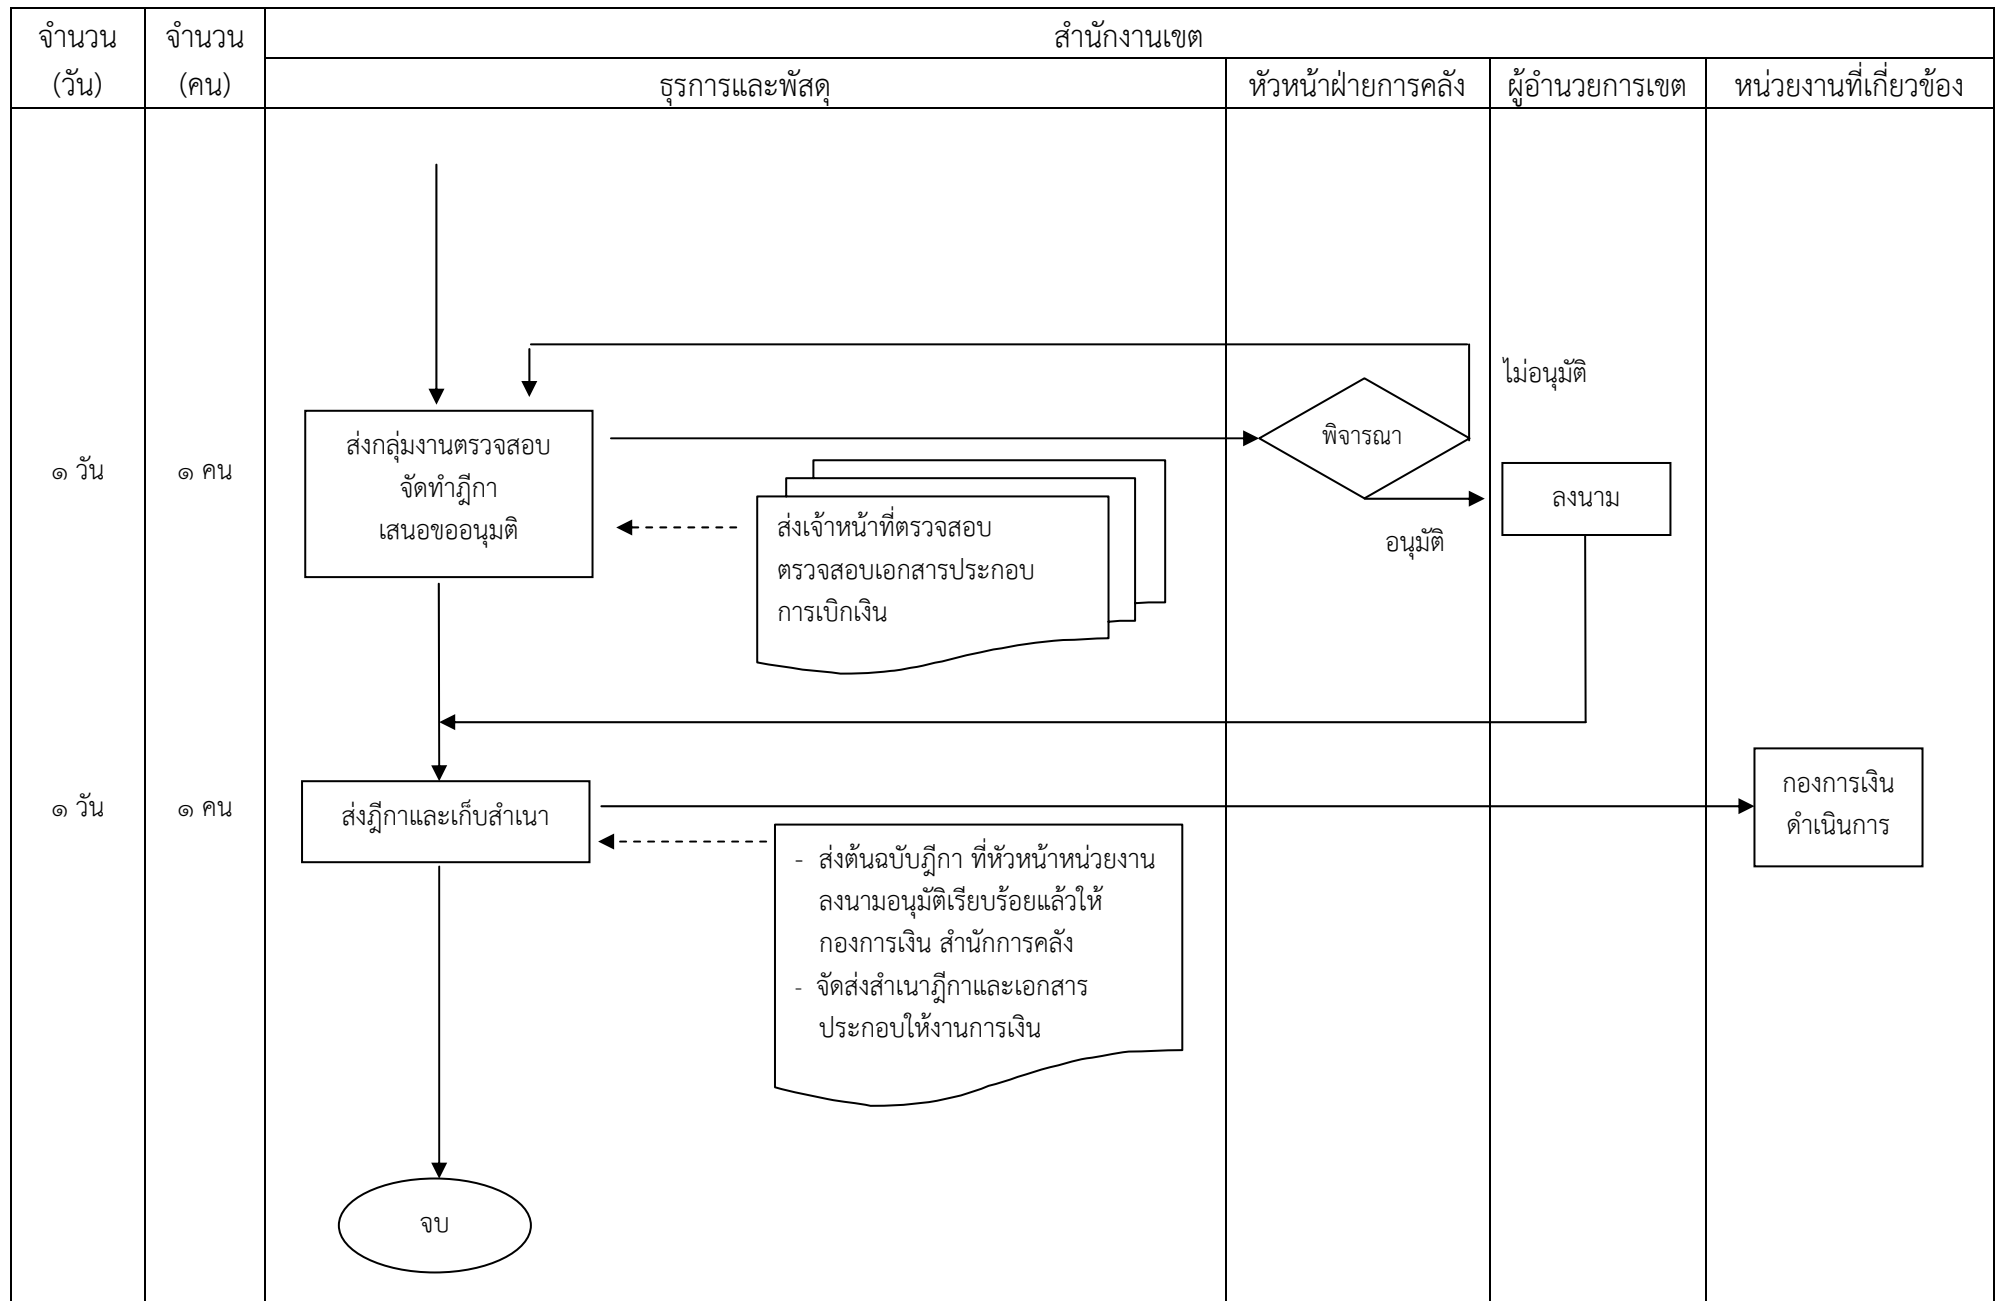 จำนวน
(วัน)
จำนวน
(คน)
สำนักงานเขต
ธุรการและพัสดุ
หัวหน้าฝ่ายการคลัง
ผู้อำนวยการเขต
หน่วยงานที่เกี่ยวข้อง
ไม่อนุมัติ
๑ วัน
๑ คน
ส่งกลุ่มงานตรวจสอบ
จัดทำฎีกา
เสนอขออนุมติ
พิจารณา
ลงนาม
อนุมัติ
ส่งเจ้าหน้าที่ตรวจสอบ
ตรวจสอบเอกสารประกอบ
การเบิกเงิน
๑ วัน
๑ คน
ส่งฎีกาและเก็บสำเนา
กองการเงิน
ดำเนินการ
- ส่งต้นฉบับฎีกา ที่หัวหน้าหน่วยงาน
ลงนามอนุมัติเรียบร้อยแล้วให้
กองการเงิน สำนักการคลัง
- จัดส่งสำเนาฎีกาและเอกสาร
ประกอบให้งานการเงิน
จบ